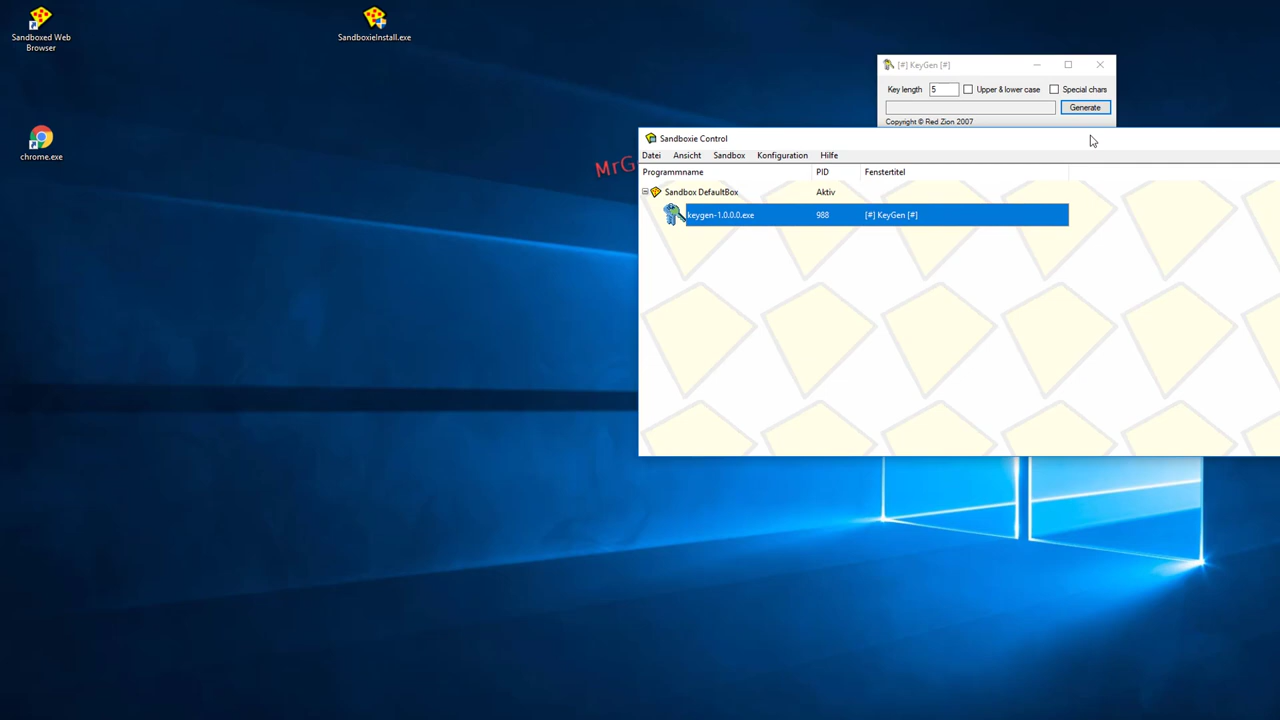 Sandboxed Web
Browser
SandboxieInstall.exe
chrome.exe
[#] KeyGen [#]
Key length 5 Upper & lower case Special chars
Generate
Copyright © Red Zion 2007
MrG
Sandboxie Control
Datei Ansicht Sandbox Konfiguration Hilfe
Programmname PID Fenstertitel
Sandbox DefaultBox Aktiv
keygen-1.0.0.0.exe 988 [#] KeyGen [#]